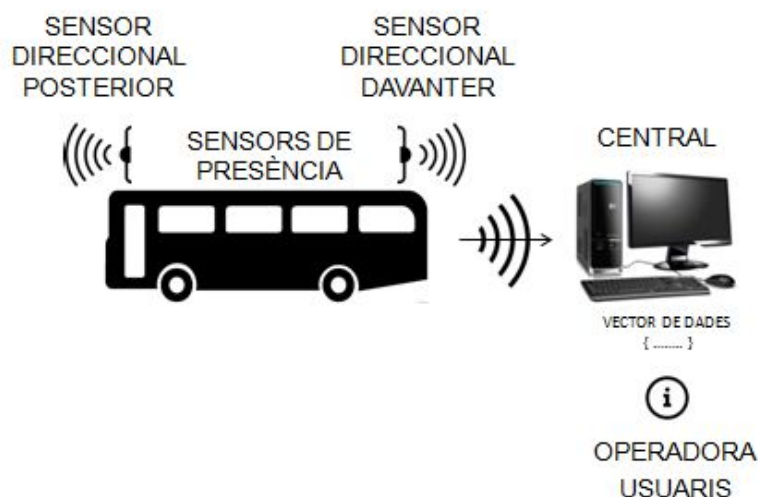 SENSOR
DIRECCIONAL
POSTERIOR
SENSOR
DIRECCIONAL
DAVANTER
SENSORS DE
PRESÈNCIA
CENTRAL
VECTOR DE DADES
{ ........ }
i
OPERADORA
USUARIS